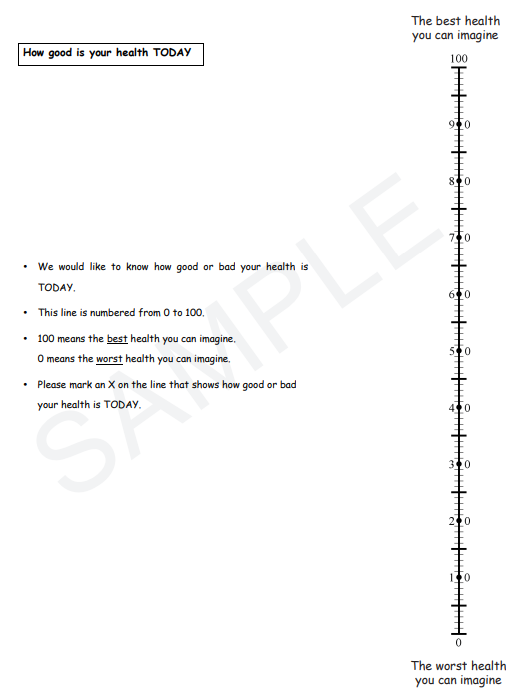 The best health
you can imagine
How good is your health TODAY
100
90
80
70
60
50
40
30
20
10
0
• We would like to know how good or bad your health is
TODAY.
• This line is numbered from 0 to 100.
• 100 means the best health you can imagine.
0 means the worst health you can imagine.
• Please mark an X on the line that shows how good or bad
your health is TODAY.
SAMPLE
The worst health
you can imagine